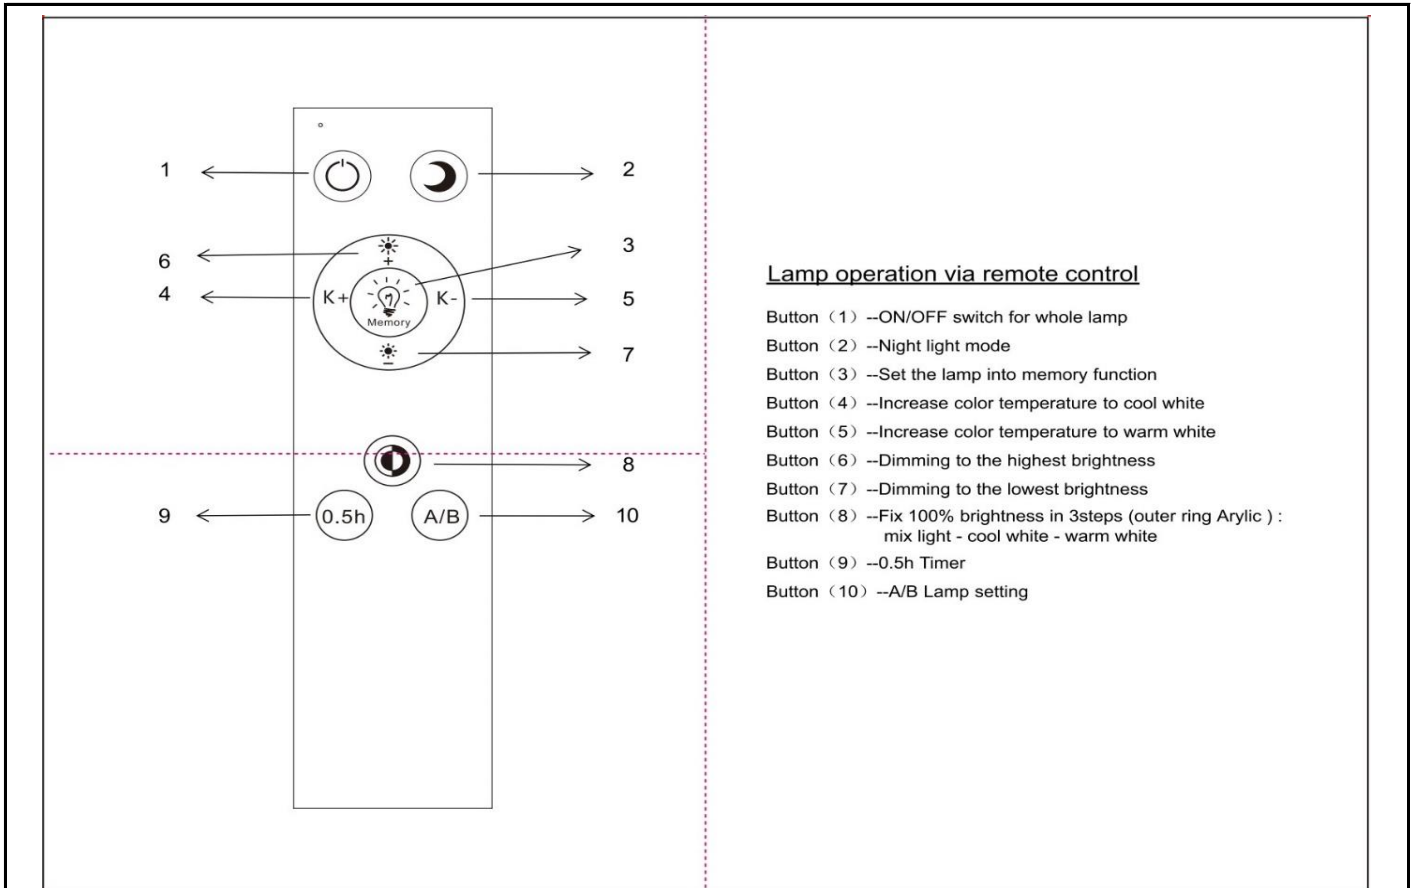 1
2
6
3
4
K+
K-
5
+
Memory
−
7
8
9
0.5h
A/B
10
Lamp operation via remote control
Button（1）--ON/OFF switch for whole lamp
Button（2）--Night light mode
Button（3）--Set the lamp into memory function
Button（4）--Increase color temperature to cool white
Button（5）--Increase color temperature to warm white
Button（6）--Dimming to the highest brightness
Button（7）--Dimming to the lowest brightness
Button（8）--Fix 100% brightness in 3steps (outer ring Arylic ) :
mix light - cool white - warm white
Button（9）--0.5h Timer
Button（10）--A/B Lamp setting